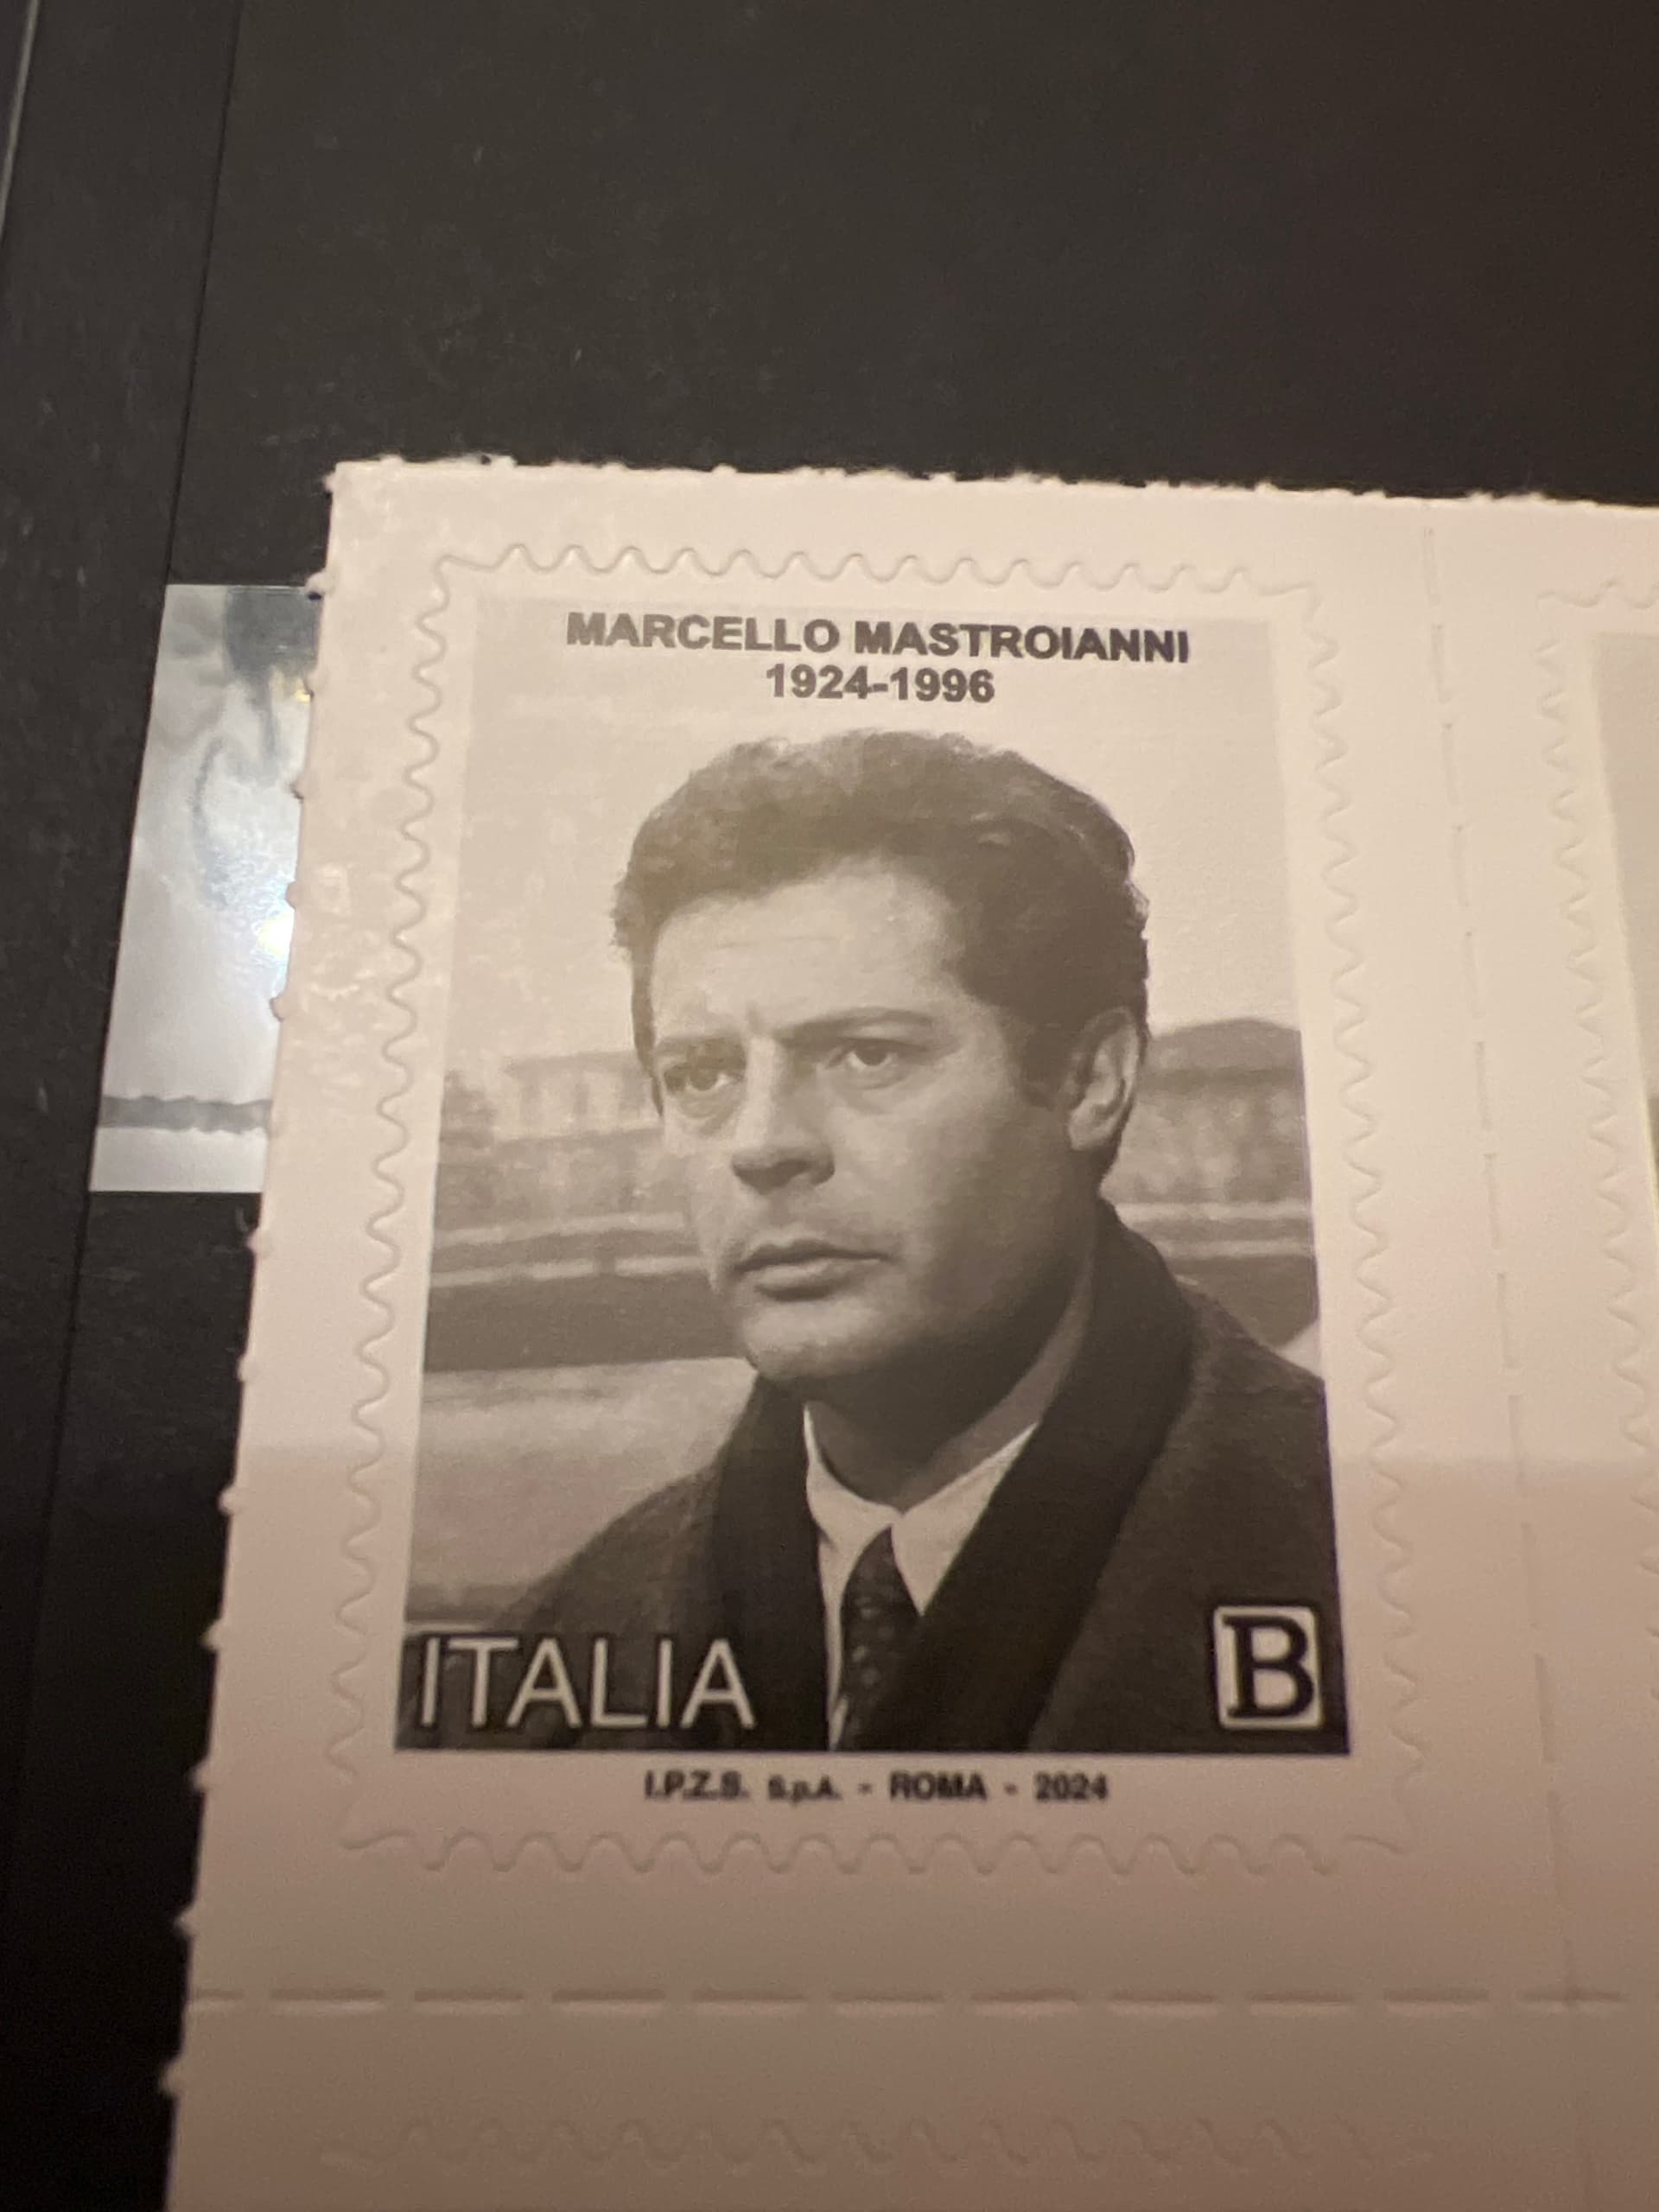 MARCELLO MASTROIANNI
1924-1996
ITALIA
B
I.P.Z.S. S.p.A. - ROMA - 2024